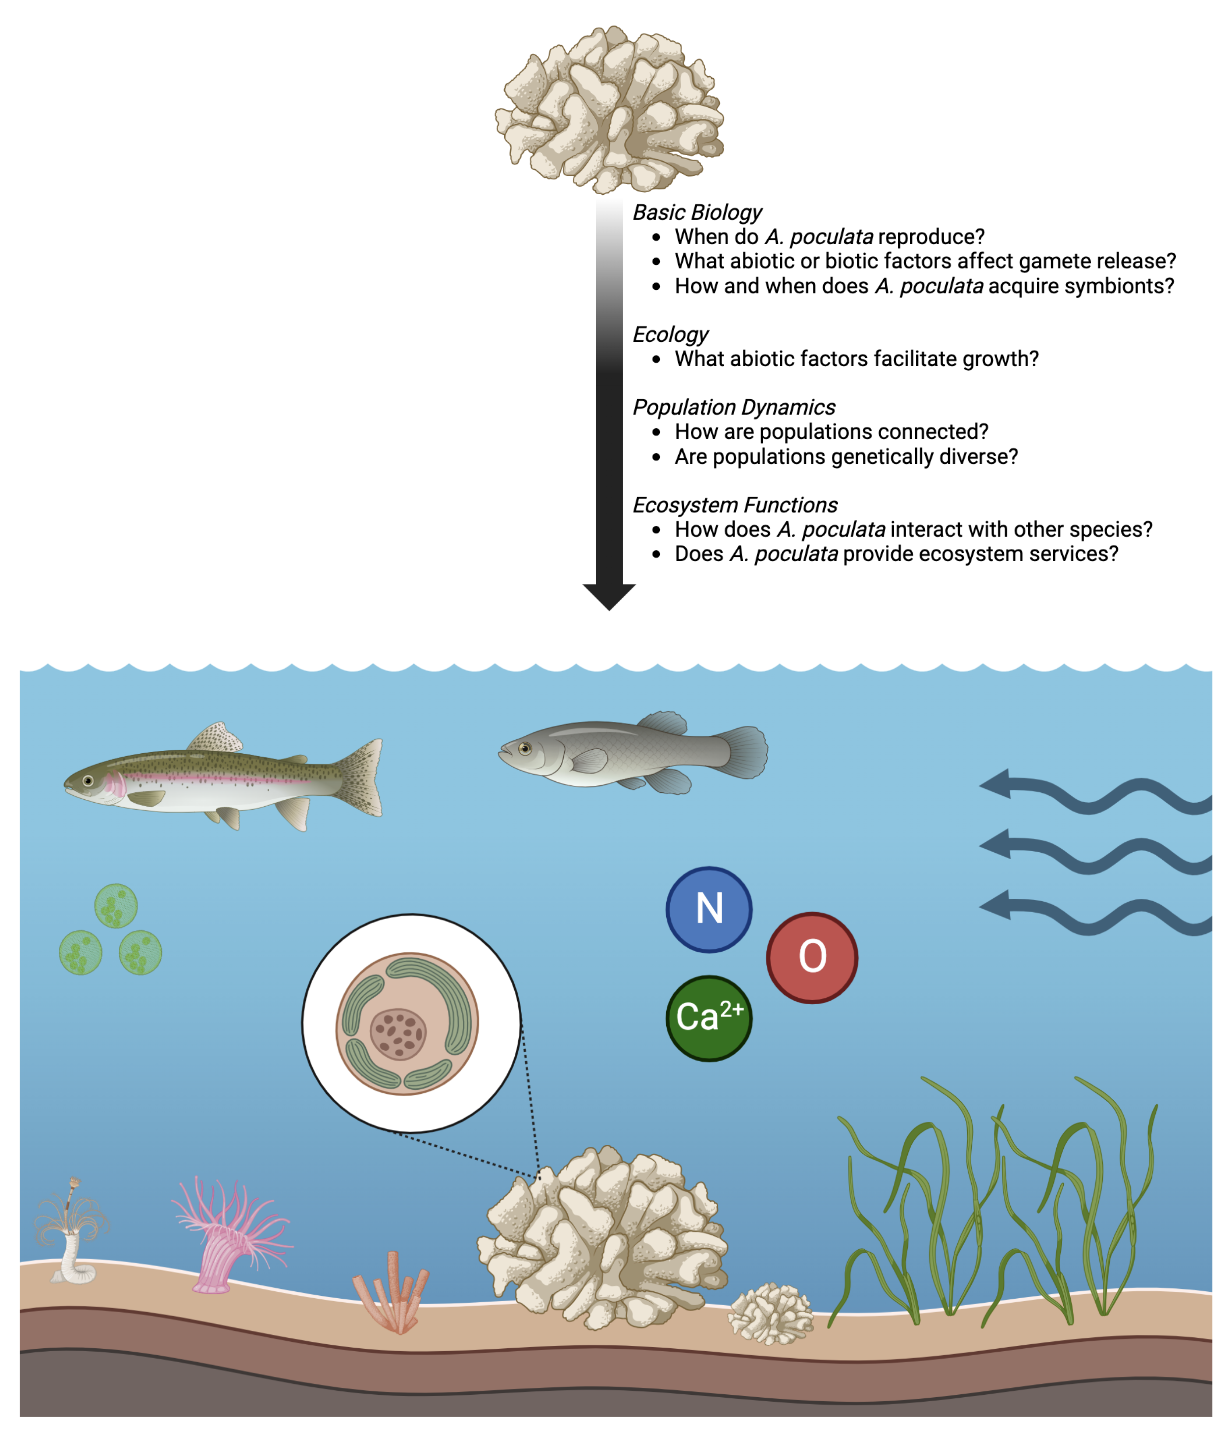 Basic Biology
• When do A. poculata reproduce?
• What abiotic or biotic factors affect gamete release?
• How and when does A. poculata acquire symbionts?
Ecology
• What abiotic factors facilitate growth?
Population Dynamics
• How are populations connected?
• Are populations genetically diverse?
Ecosystem Functions
• How does A. poculata interact with other species?
• Does A. poculata provide ecosystem services?
N
O
Ca²⁺